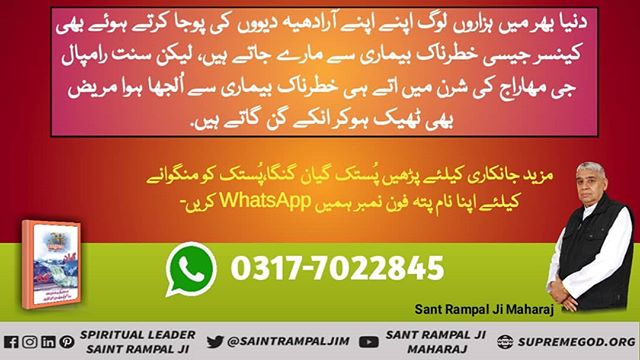 دنیا بھر میں ہزاروں لوگ اپنے اپنے آرادھیہ دیووں کی پوجا کرتے ہوئے بھی
کینسر جیسی خطرناک بیماری سے مارے جاتے ہیں، لیکن سنت رامپال
جی مہاراج کی شرن میں اتے ہی خطرناک بیماری سے اُلجھا ہوا مریض
بھی ٹھیک ہوکر انکے گن گاتے ہیں.
مزید جانکاری کیلئے پڑھیں پُستک گیان گنگا،پُستک کو منگوانے
کیلئے اپنا نام پتہ فون نمبر ہمیں WhatsApp کریں-
0317-7022845
Sant Rampal Ji Maharaj
SPIRITUAL LEADER
SAINT RAMPAL JI
@SAINTRAMPALJIM
SANT RAMPAL JI
MAHARAJ
SUPREMEGOD.ORG